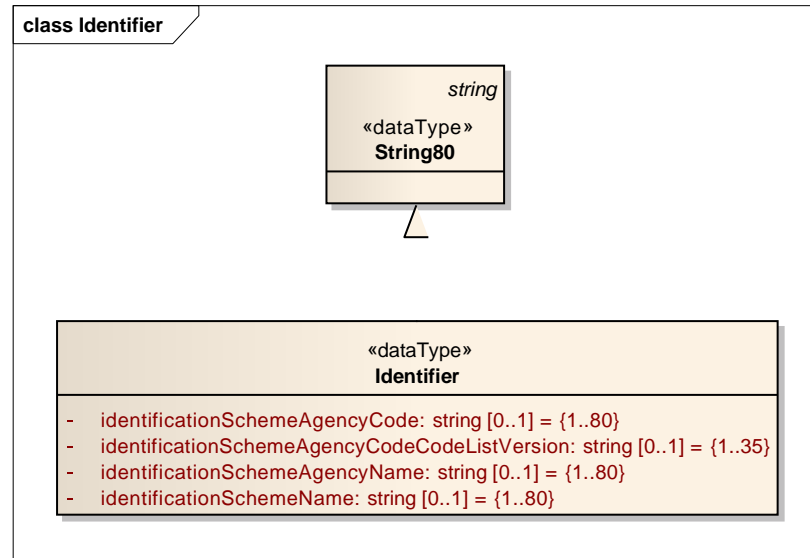 class Identifier
string
«dataType»
String80
«dataType»
Identifier
- identificationSchemeAgencyCode: string [0..1] = {1..80}
- identificationSchemeAgencyCodeCodeListVersion: string [0..1] = {1..35}
- identificationSchemeAgencyName: string [0..1] = {1..80}
- identificationSchemeName: string [0..1] = {1..80}